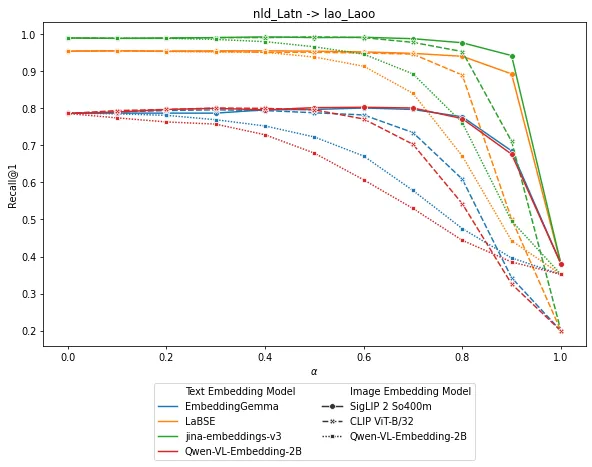 nld_Latn -> lao_Laoo
Recall@1
1.0
0.9
0.8
0.7
0.6
0.5
0.4
0.3
0.2
0.0
0.2
0.4
0.6
0.8
1.0
α
Text Embedding Model
EmbeddingGemma
LaBSE
jina-embeddings-v3
Qwen-VL-Embedding-2B
Image Embedding Model
SigLIP 2 So400m
CLIP ViT-B/32
Qwen-VL-Embedding-2B